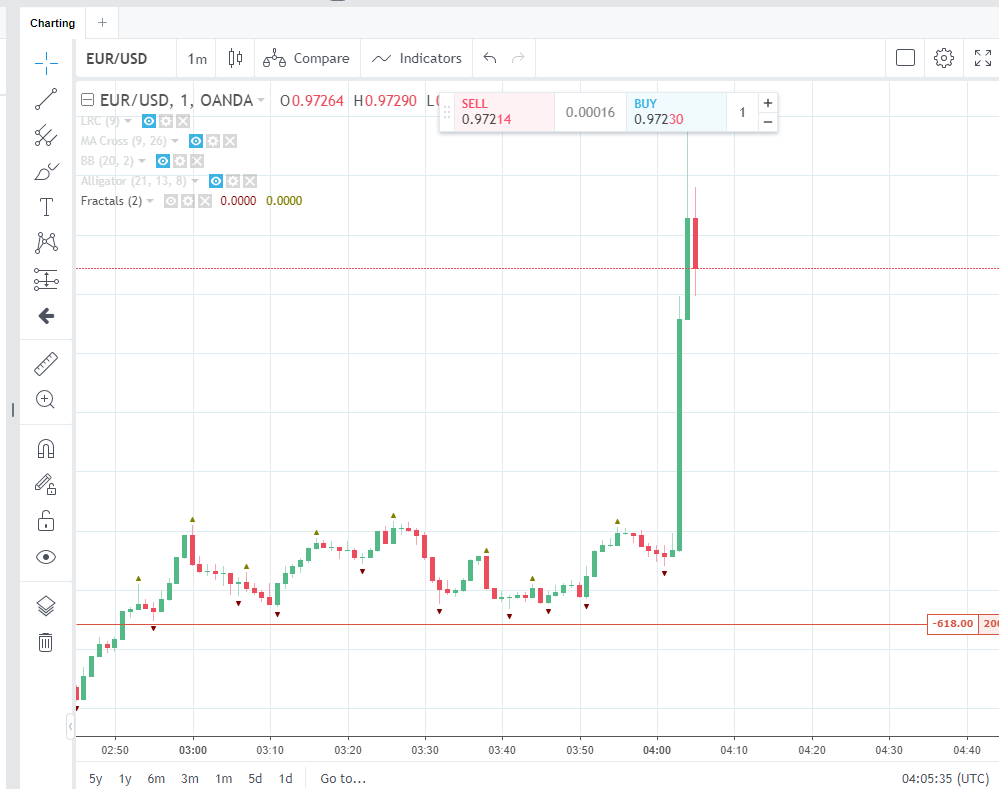 Charting +
EUR/USD 1m Compare Indicators
EUR/USD, 1, OANDA O0.97264 H0.97290
SELL 0.97214
0.00016
BUY 0.97230
1 + −
LRC (9)
MA Cross (9, 26)
BB (20, 2)
Alligator (21, 13, 8)
Fractals (2) 0.0000 0.0000
-618.00
02:50 03:00 03:10 03:20 03:30 03:40 03:50 04:00 04:10 04:20 04:30 04:40
5y 1y 6m 3m 1m 5d 1d Go to... 04:05:35 (UTC)